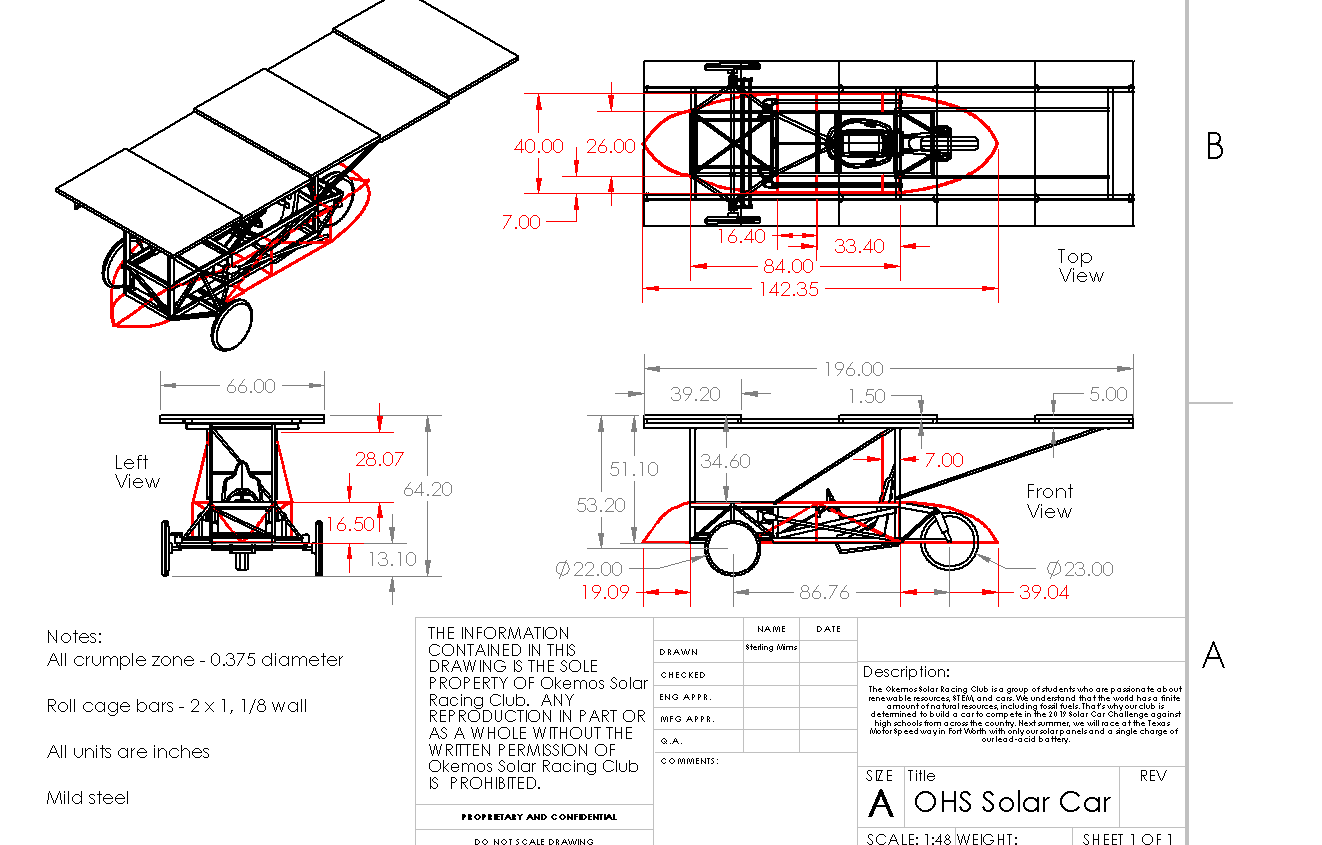 40.00
26.00
7.00
16.40
33.40
84.00
142.35
Top
View
B
66.00
Left
View
28.07
64.20
16.50
13.10
196.00
39.20
1.50
5.00
51.10
34.60
53.20
7.00
Front
View
Ø22.00
Ø23.00
19.09
86.76
39.04
A
Notes:
All crumple zone - 0.375 diameter
Roll cage bars - 2 x 1, 1/8 wall
All units are inches
Mild steel
THE INFORMATION
CONTAINED IN THIS
DRAWING IS THE SOLE
PROPERTY OF Okemos Solar
Racing Club.  ANY
REPRODUCTION IN PART OR
AS A WHOLE WITHOUT THE
WRITTEN PERMISSION OF
Okemos Solar Racing Club
IS  PROHIBITED.
PROPRIETARY AND CONFIDENTIAL
DO NOT SCALE DRAWING
NAME
DATE
DRAWN
Sterling Mims
CHECKED
ENG APPR.
MFG APPR.
Q.A.
COMMENTS:
Description:
The Okemos Solar Racing Club is a group of students who are passionate about
renewable resources, STEM, and cars. We understand that the world has a finite
amount of natural resources, including fossil fuels. That's why our club is
determined to build a car to compete in the 2019 Solar Car Challenge against
high schools from across the country. Next summer, we will race at the Texas
Motor Speedway in Fort Worth with only our solar panels and a single charge of
our lead-acid battery.
SIZE
A
Title
OHS Solar Car
REV
SCALE: 1:48
WEIGHT:
SHEET 1 OF 1